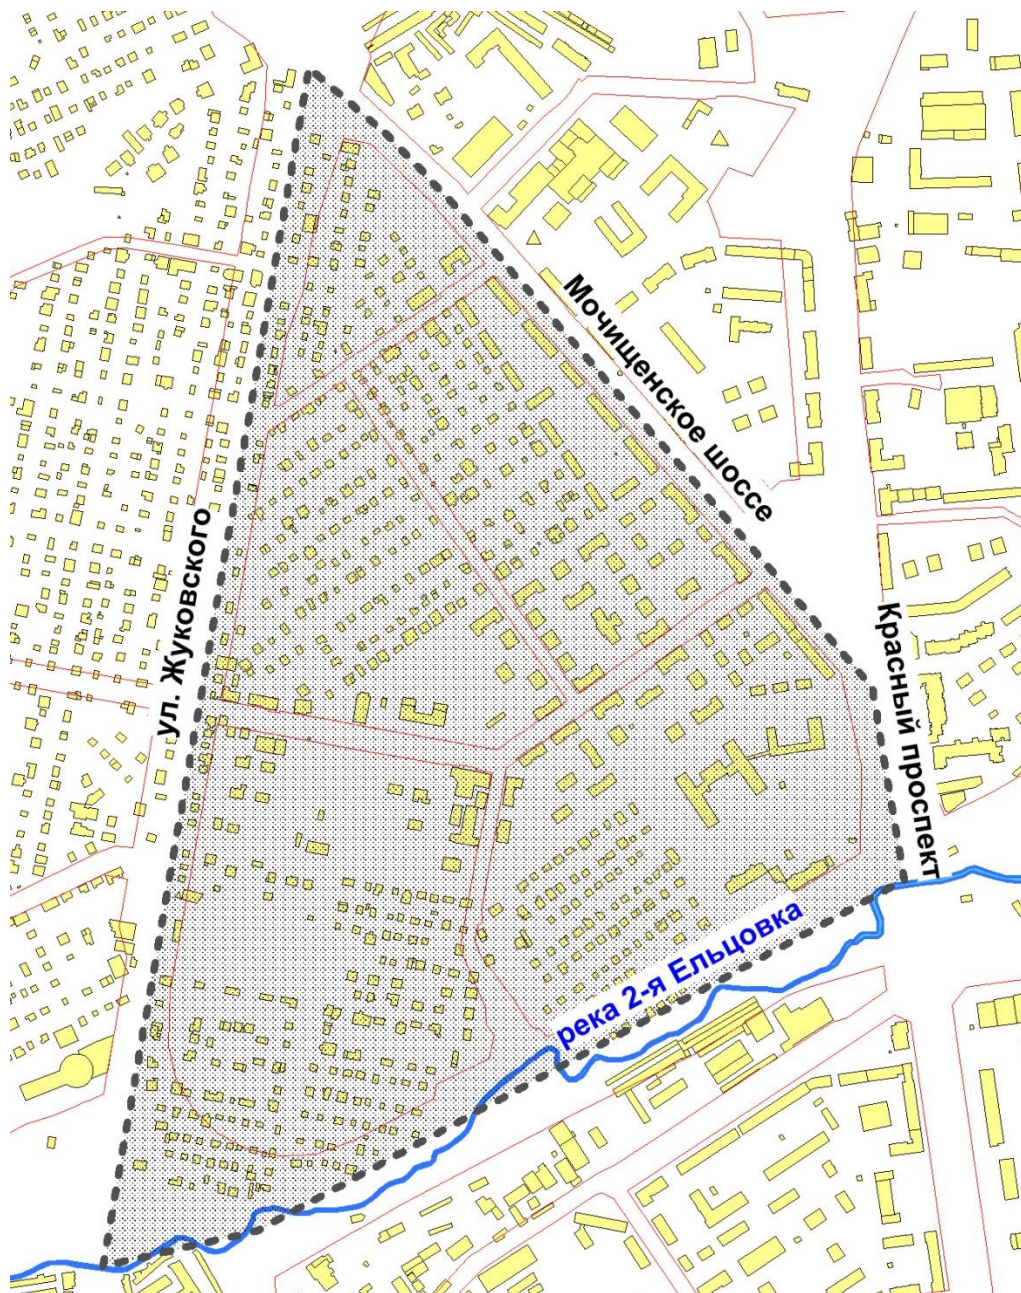 Мочищенское шоссе
ул. Жуковского
Красный проспект
река 2-я Ельцовка